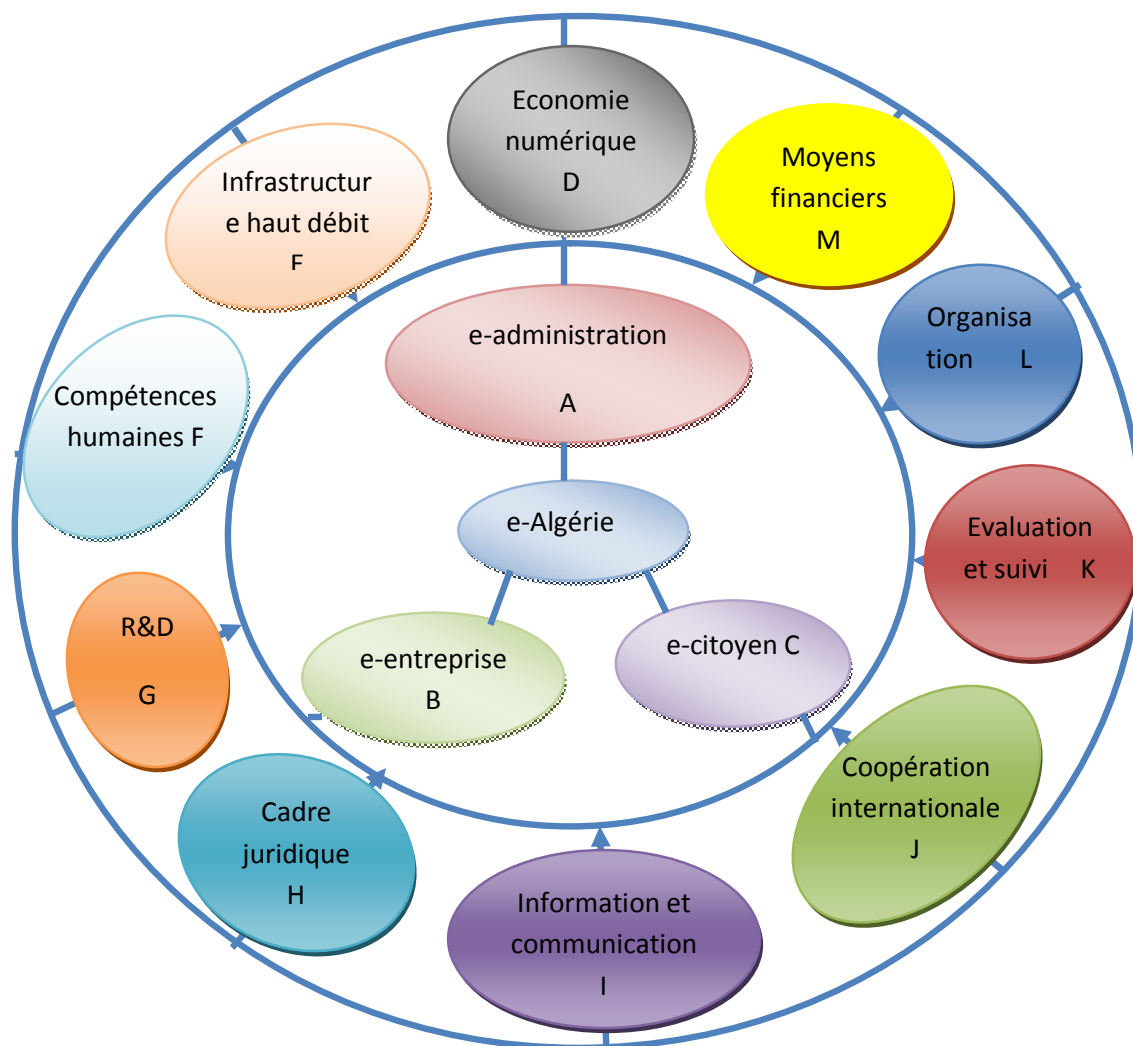 Economie
numérique
D
Moyens
financiers
M
Infrastructur
e haut débit
E
Organisa
tion L
e-administration
A
Compétences
humaines F
e-Algérie
Evaluation
et suivi K
R&D
G
e-entreprise
B
e-citoyen C
Coopération
internationale
J
Cadre
juridique
H
Information et
communication
I